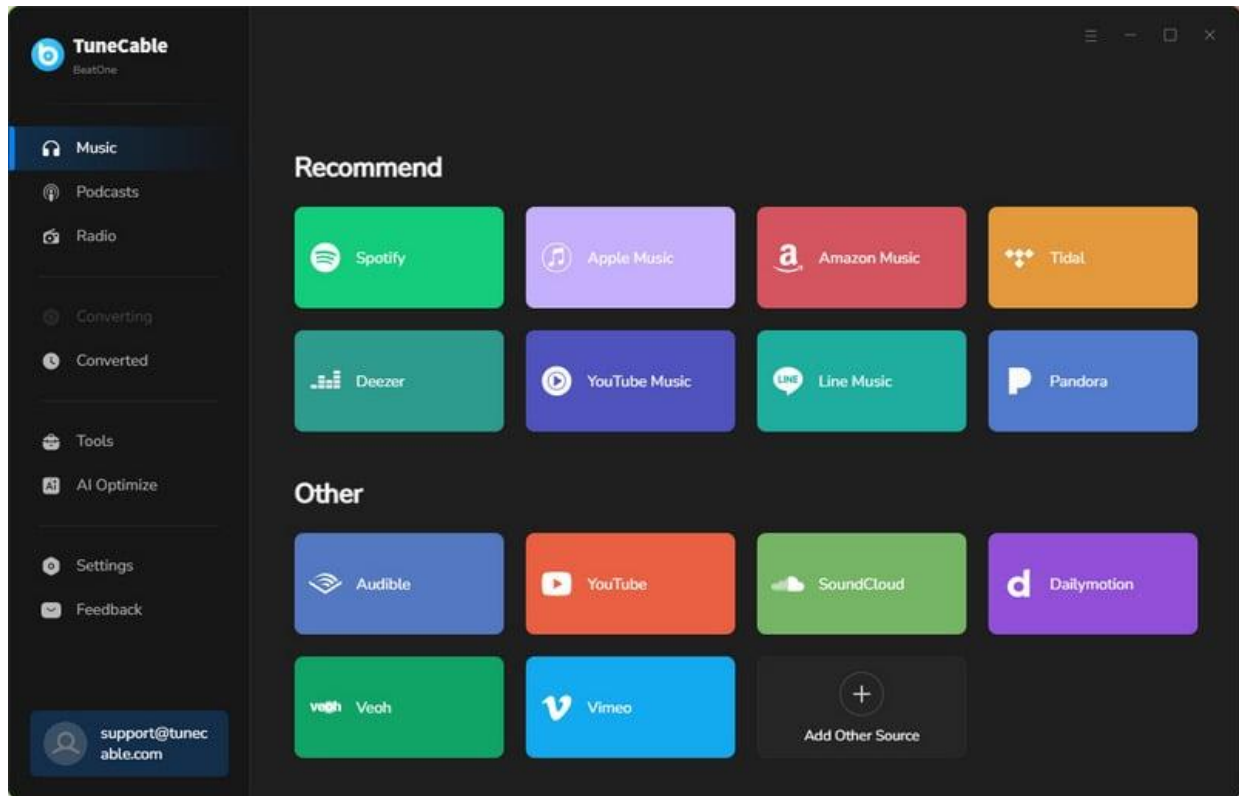 TuneCable
BeatOne
Music
Podcasts
Radio
Converting
Converted
Tools
AI Optimize
Settings
Feedback
support@tunec
able.com
Recommend
Spotify
Apple Music
a Amazon Music
Tidal
Deezer
YouTube Music
LINE Line Music
Pandora
Other
Audible
YouTube
SoundCloud
d Dailymotion
veoh Veoh
Vimeo
Add Other Source